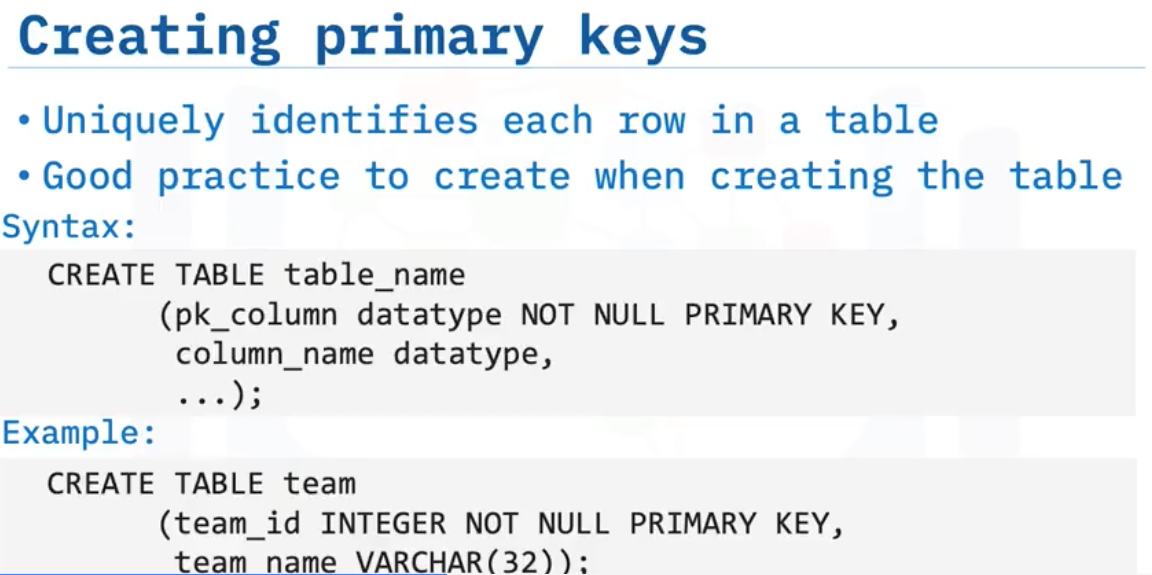 Creating primary keys
• Uniquely identifies each row in a table
• Good practice to create when creating the table
Syntax:
CREATE TABLE table_name
(pk_column datatype NOT NULL PRIMARY KEY,
column_name datatype,
...);
Example:
CREATE TABLE team
(team_id INTEGER NOT NULL PRIMARY KEY,
team_name VARCHAR(32));